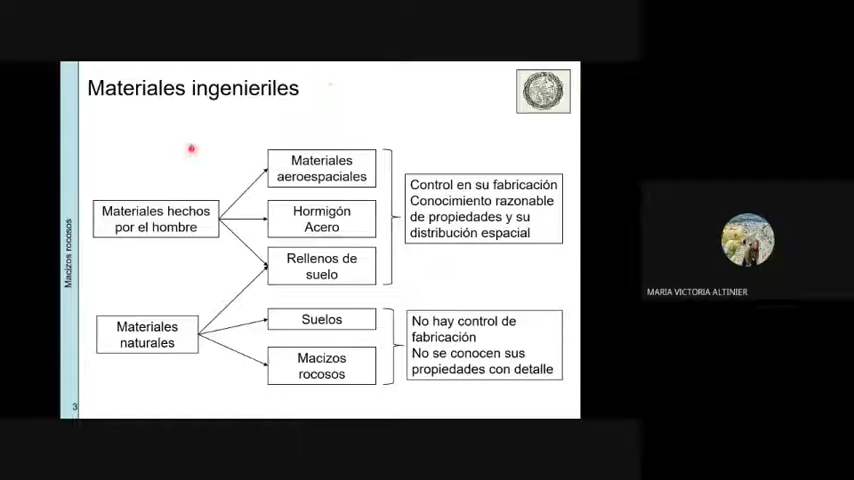 Materiales ingenieriles
Materiales
aeroespaciales
Materiales hechos
por el hombre
Hormigón
Acero
Rellenos de
suelo
Control en su fabricación
Conocimiento razonable
de propiedades y su
distribución espacial
Materiales
naturales
Suelos
Macizos
rocosos
No hay control de
fabricación
No se conocen sus
propiedades con detalle
Macizos rocosos
3
MARIA VICTORIA ALTINIER